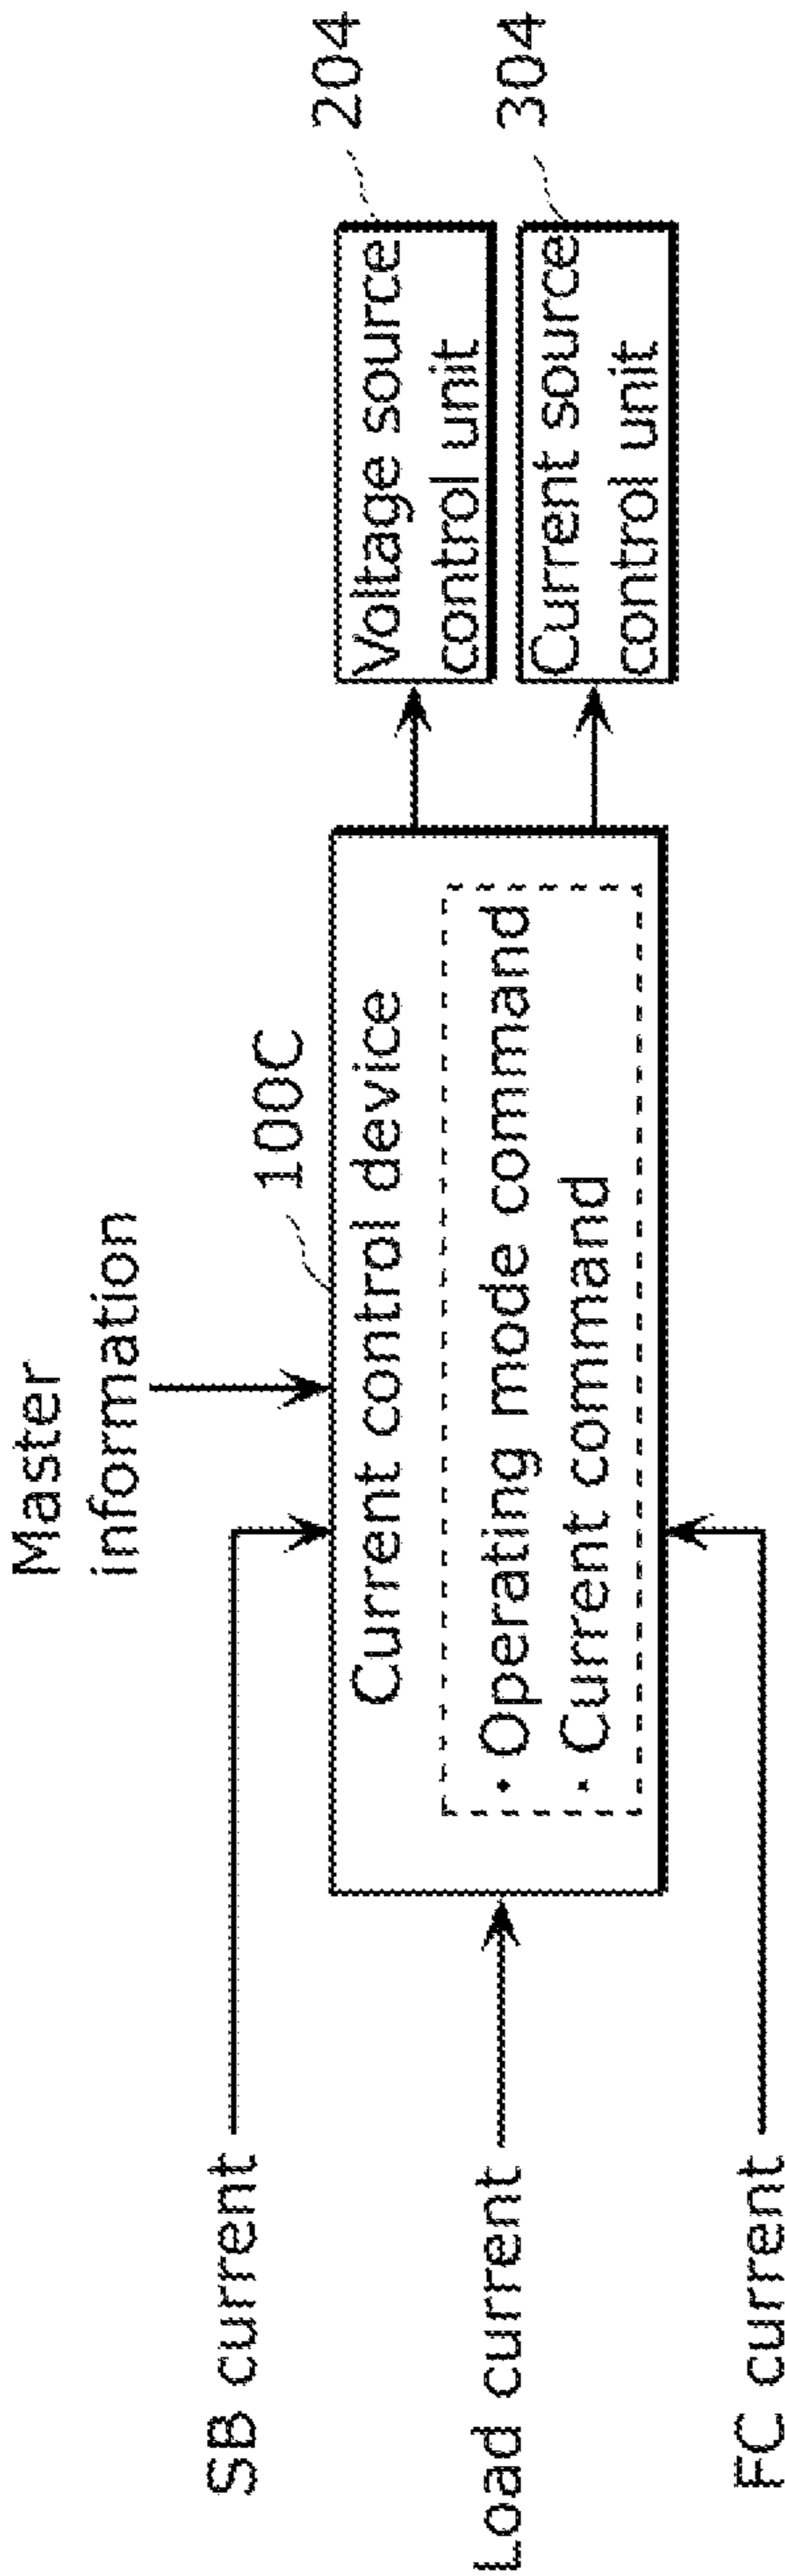 Master
information
SB current
100C
Current control device
Load current
• Operating mode command
• Current command
FC current
Voltage source
control unit
204
Current source
control unit
304